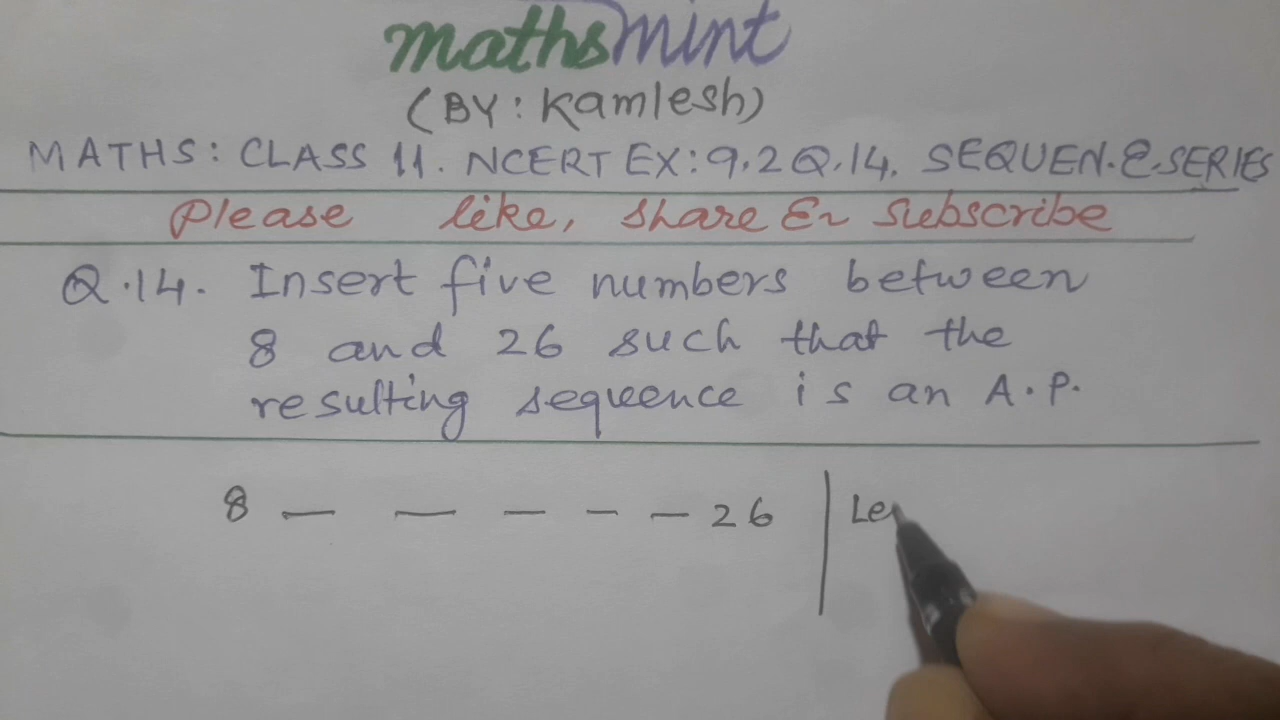 mathsmint
(BY: Kamlesh)
MATHS: CLASS 11. NCERT EX: 9.2 Q.14. SEQUEN. & SERIES
Please like, share & subscribe
Q.14. Insert five numbers between
8 and 26 such that the
resulting sequence is an A.P.
8 — — — — — 26 | Le